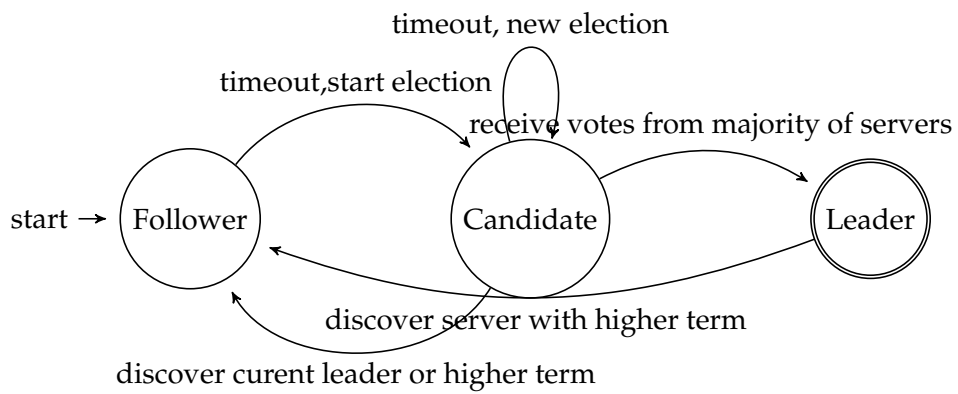 timeout, new election
timeout,start election
receive votes from majority of servers
start
Follower
Candidate
Leader
discover server with higher term
discover curent leader or higher term